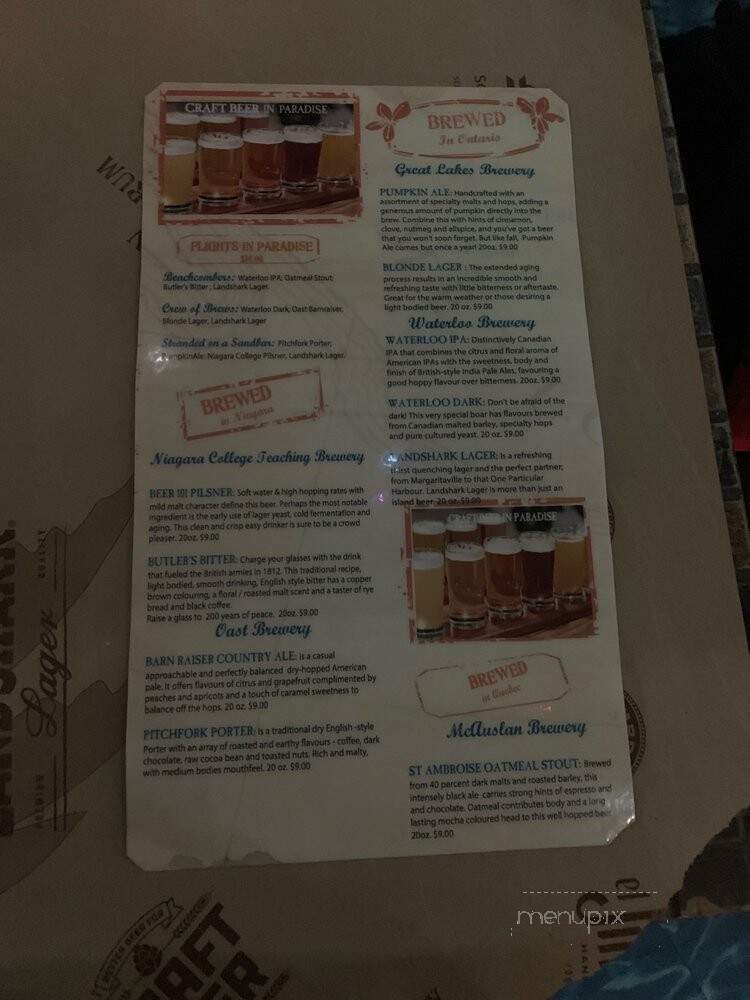 CRAFT BEER IN PARADISE
FLIGHTS IN PARADISE
Beachcombers: Waterloo IPA; Oatmeal Stout;
Butler's Bitter ; Landshark Lager.
Crew of Brews: Waterloo Dark, Oast Barnraiser,
Blonde Lager, Landshark Lager
Stranded on a Sandbar: Pitchfork Porter;
PumpkinAle; Niagara College Pilsner, Landshark Lager.
BREWED
in Niagara
Niagara College Teaching Brewery
BEER 101 PILSNER: Soft water & high hopping rates with
mild malt character define this beer. Perhaps the most notable
ingredient is the early use of lager yeast, cold fermentation and
aging. This clean and crisp easy drinker is sure to be a crowd
pleaser. 20oz. $9.00
BUTLER'S BITTER: Charge your glasses with the drink
that fueled the British armies in 1812. This traditional recipe,
light bodied, smooth drinking, English style bitter has a copper
brown colouring, a floral / roasted malt scent and a taster of rye
bread and black coffee.
Raise a glass to 200 years of peace. 20oz. $9.00
Oast Brewery
BARN RAISER COUNTRY ALE: is a casual
approachable and perfectly balanced dry-hopped American
pale. It offers flavours of citrus and grapefruit complimented by
peaches and apricots and a touch of caramel sweetness to
balance off the hops. 20 oz. $9.00
PITCHFORK PORTER: Is a traditional dry English -style
Porter with an array of roasted and earthy flavours - coffee, dark
chocolate, raw cocoa bean and toasted nuts. Rich and malty,
with medium bodies mouthfeel. 20 oz. $9.00
BREWED
In Ontario
Great Lakes Brewery
PUMPKIN ALE: Handcrafted with an
assortment of specialty malts and hops, adding a
generous amount of pumpkin directly into the
brew. Combine this with hints of cinnamon,
clove, nutmeg and allspice, and you've got a beer
that you won't soon forget. But like fall, Pumpkin
Ale comes but once a year! 20oz. $9.00
BLONDE LAGER : The extended aging
process results in an incredible smooth and
refreshing taste with little bitterness or aftertaste.
Great for the warm weather or those desiring a
light bodied beer. 20 oz. $9.00
Waterloo Brewery
WATERLOO IPA: Distinctively Canadian
IPA that combines the citrus and floral aroma of
American IPAs with the sweetness, body and
finish of British-style India Pale Ales, favouring a
good hoppy flavour over bitterness. 20oz. $9.00
WATERLOO DARK: Don't be afraid of the
dark! This very special boar has flavours brewed
from Canadian malted barley, specialty hops
and pure cultured yeast. 20 oz. $9.00
LANDSHARK LAGER: Is a refreshing
thirst quenching lager and the perfect partner;
from Margaritaville to that One Particular
Harbour. Landshark Lager is more than just an
island beer. 20 oz. $9.00
CRAFT BEER IN PARADISE
BREWED
in Quebec
McAuslan Brewery
ST AMBROISE OATMEAL STOUT: Brewed
from 40 percent dark malts and roasted barley, this
intensely black ale carries strong hints of espresso and
and chocolate. Oatmeal contributes body and a long
lasting mocha coloured head to this well hopped beer.
20oz. $9.00
RUM
LANDSHARK
Lager
menupix